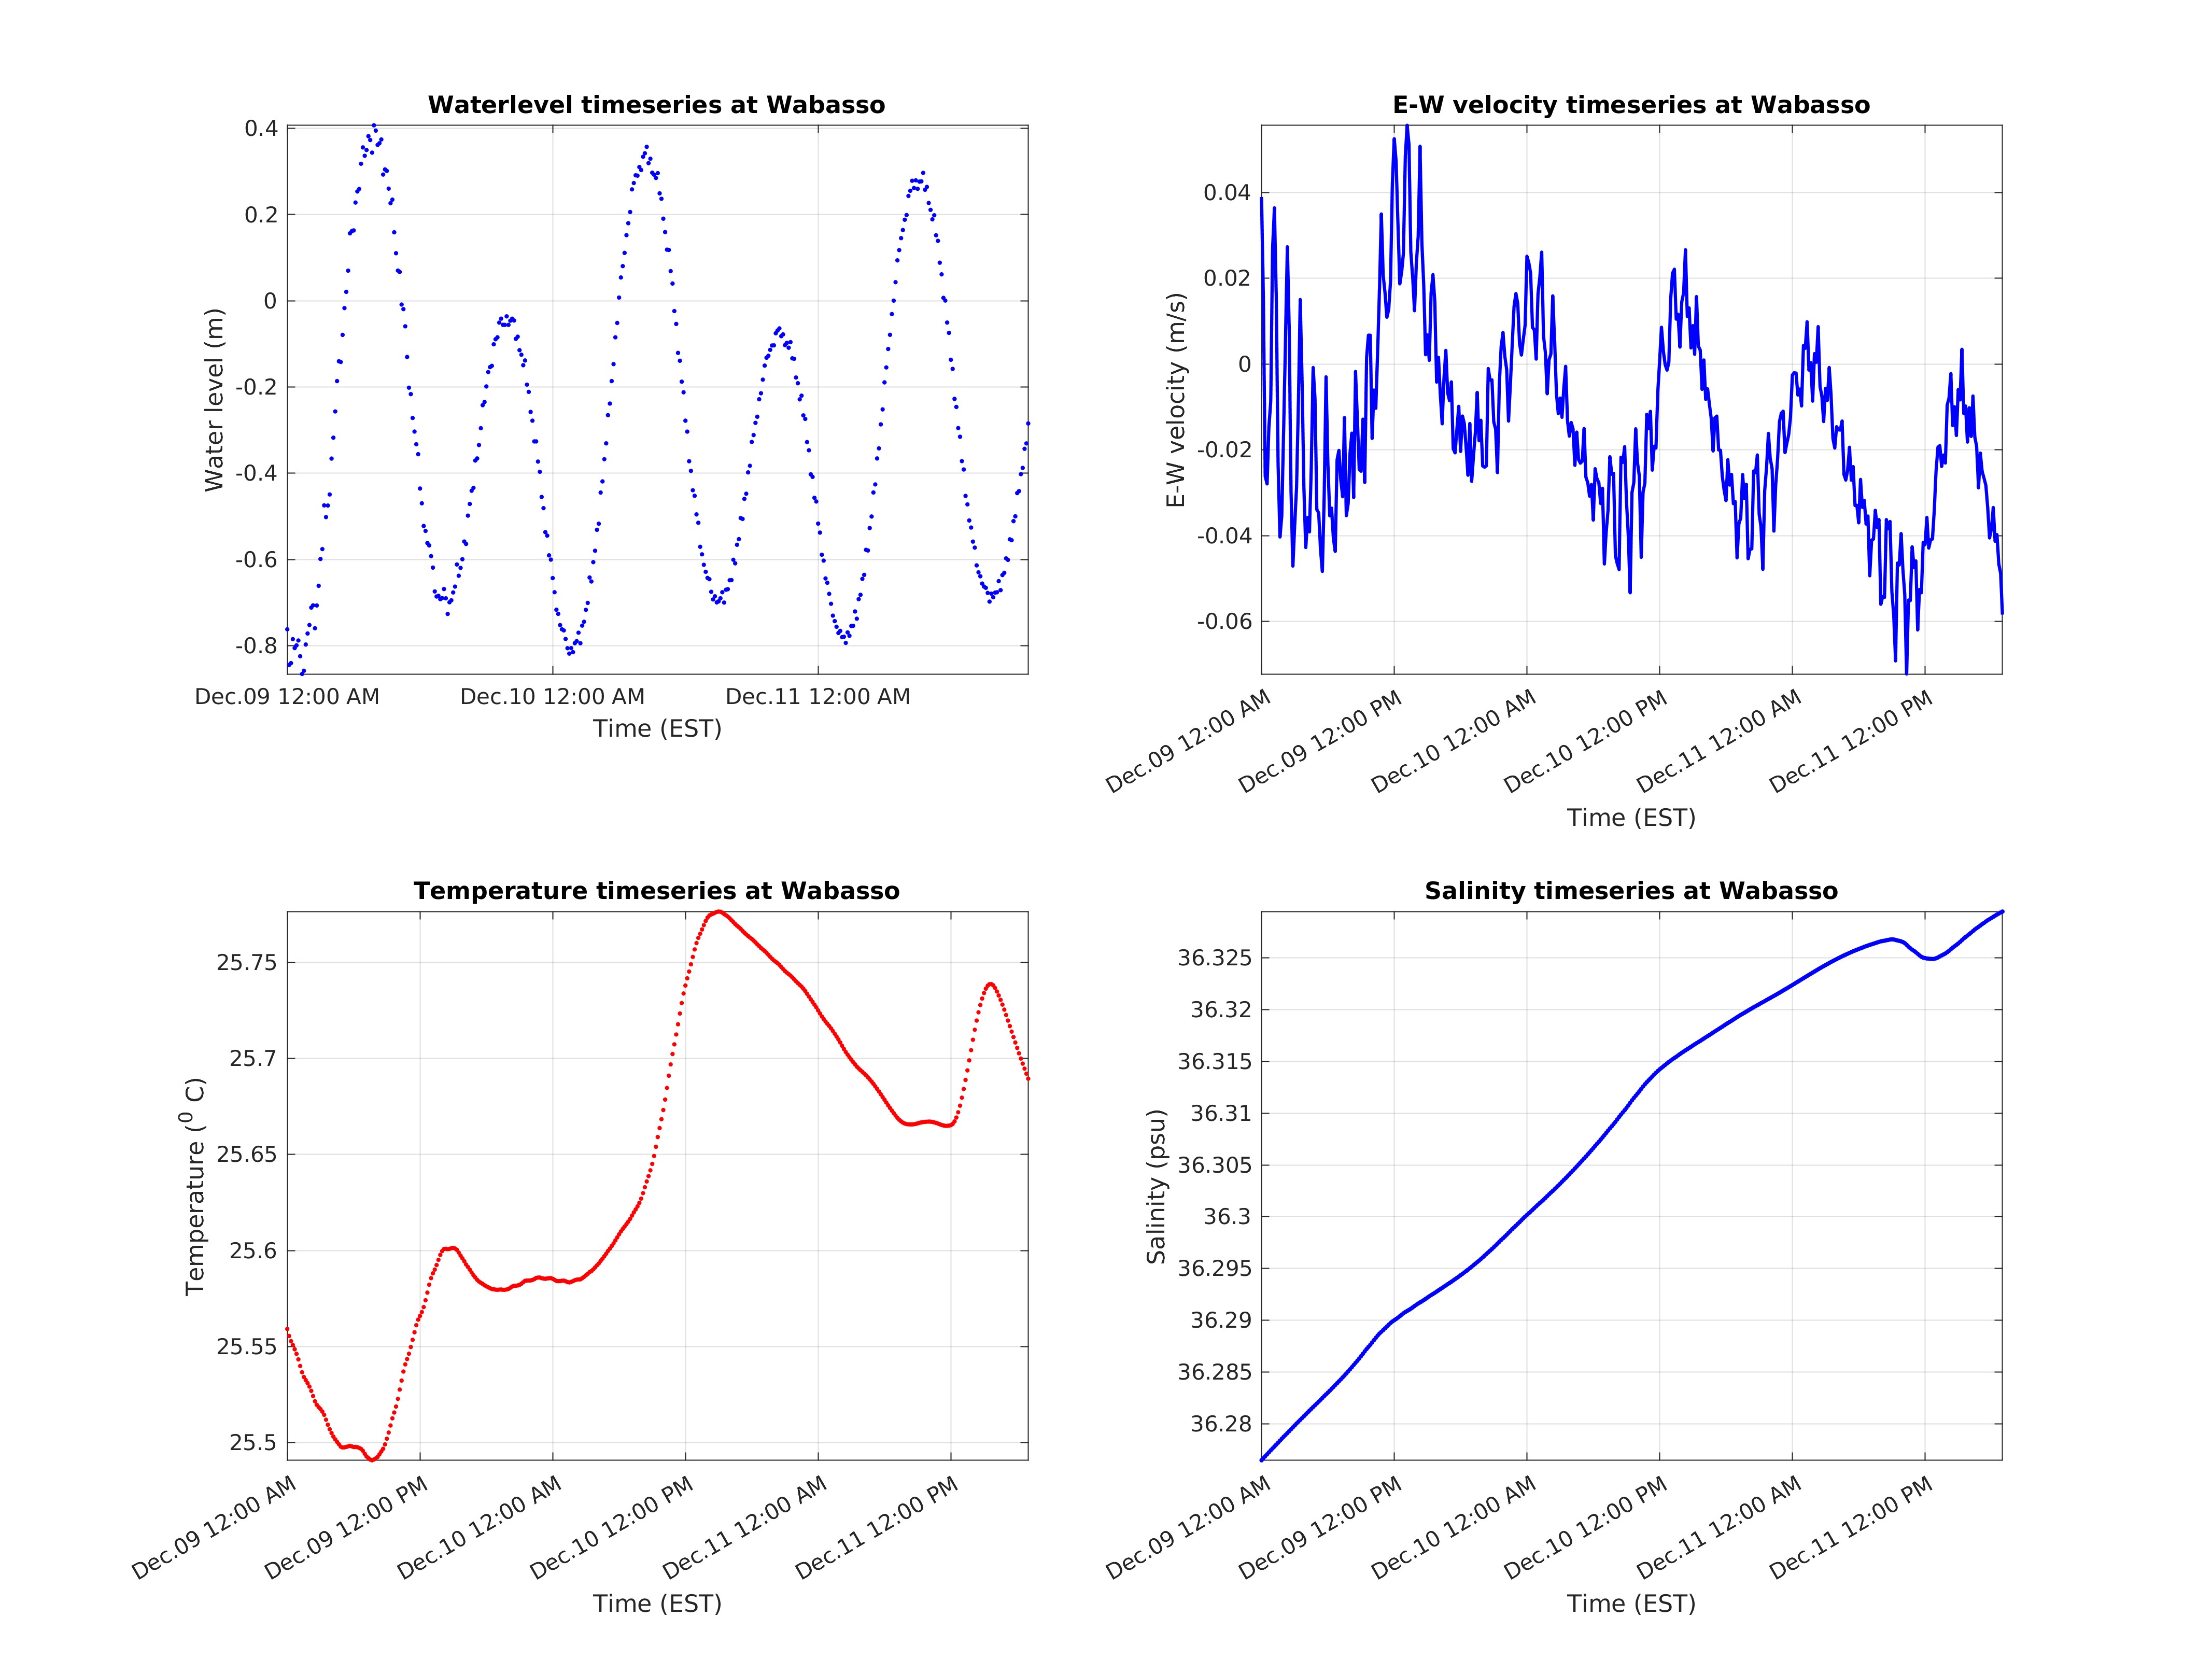 Waterlevel timeseries at Wabasso
0.4
0.2
0
-0.2
-0.4
-0.6
-0.8
Water level (m)
Dec.09 12:00 AM
Dec.10 12:00 AM
Dec.11 12:00 AM
Time (EST)
E-W velocity timeseries at Wabasso
0.04
0.02
0
-0.02
-0.04
-0.06
E-W velocity (m/s)
Dec.09 12:00 AM
Dec.09 12:00 PM
Dec.10 12:00 AM
Dec.10 12:00 PM
Dec.11 12:00 AM
Dec.11 12:00 PM
Time (EST)
Temperature timeseries at Wabasso
25.75
25.7
25.65
25.6
25.55
25.5
Temperature (⁰ C)
Dec.09 12:00 AM
Dec.09 12:00 PM
Dec.10 12:00 AM
Dec.10 12:00 PM
Dec.11 12:00 AM
Dec.11 12:00 PM
Time (EST)
Salinity timeseries at Wabasso
36.325
36.32
36.315
36.31
36.305
36.3
36.295
36.29
36.285
36.28
Salinity (psu)
Dec.09 12:00 AM
Dec.09 12:00 PM
Dec.10 12:00 AM
Dec.10 12:00 PM
Dec.11 12:00 AM
Dec.11 12:00 PM
Time (EST)